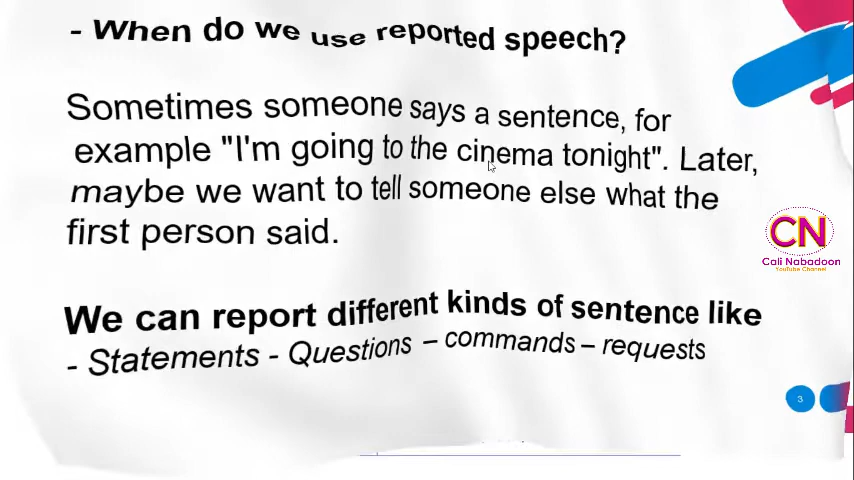 - When do we use reported speech?
Sometimes someone says a sentence, for
example "I'm going to the cinema tonight". Later,
maybe we want to tell someone else what the
first person said.
CN
Cali Nabadoon
YouTube Channel
We can report different kinds of sentence like
- Statements - Questions – commands – requests
3